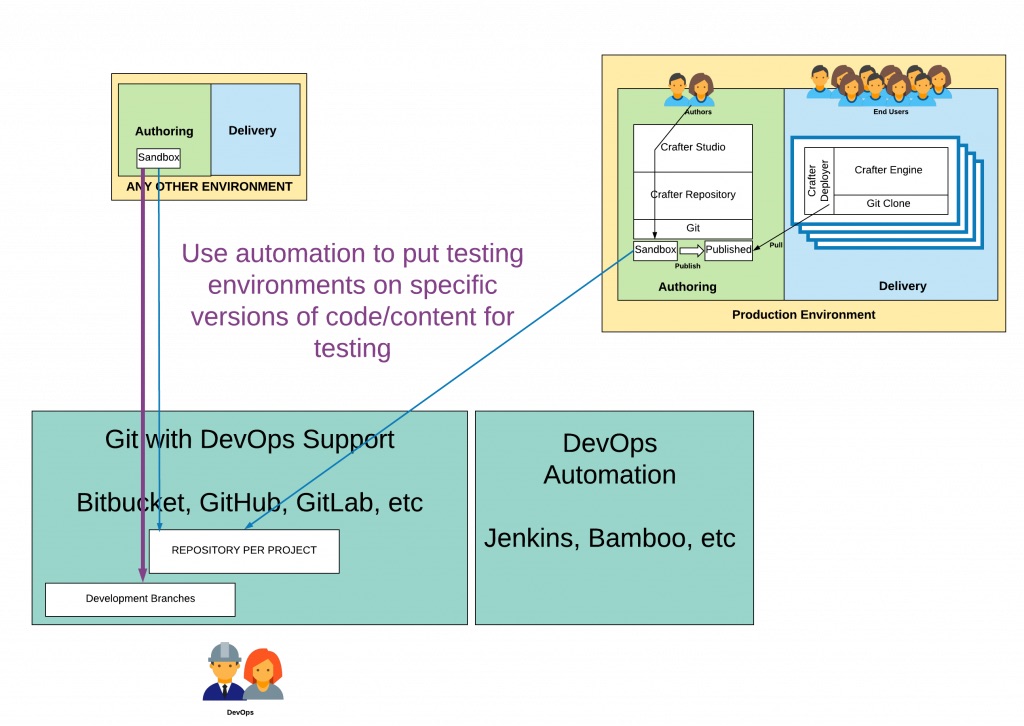 Authoring
Delivery
Sandbox
ANY OTHER ENVIRONMENT
Authors
End Users
Crafter Studio
Crafter Repository
Git
Sandbox
Published
Publish
Pull
Crafter
Deployer
Crafter Engine
Git Clone
Authoring
Delivery
Production Environment
Use automation to put testing
environments on specific
versions of code/content for
testing
Git with DevOps Support
Bitbucket, GitHub, GitLab, etc
REPOSITORY PER PROJECT
Development Branches
DevOps
Automation
Jenkins, Bamboo, etc
DevOps